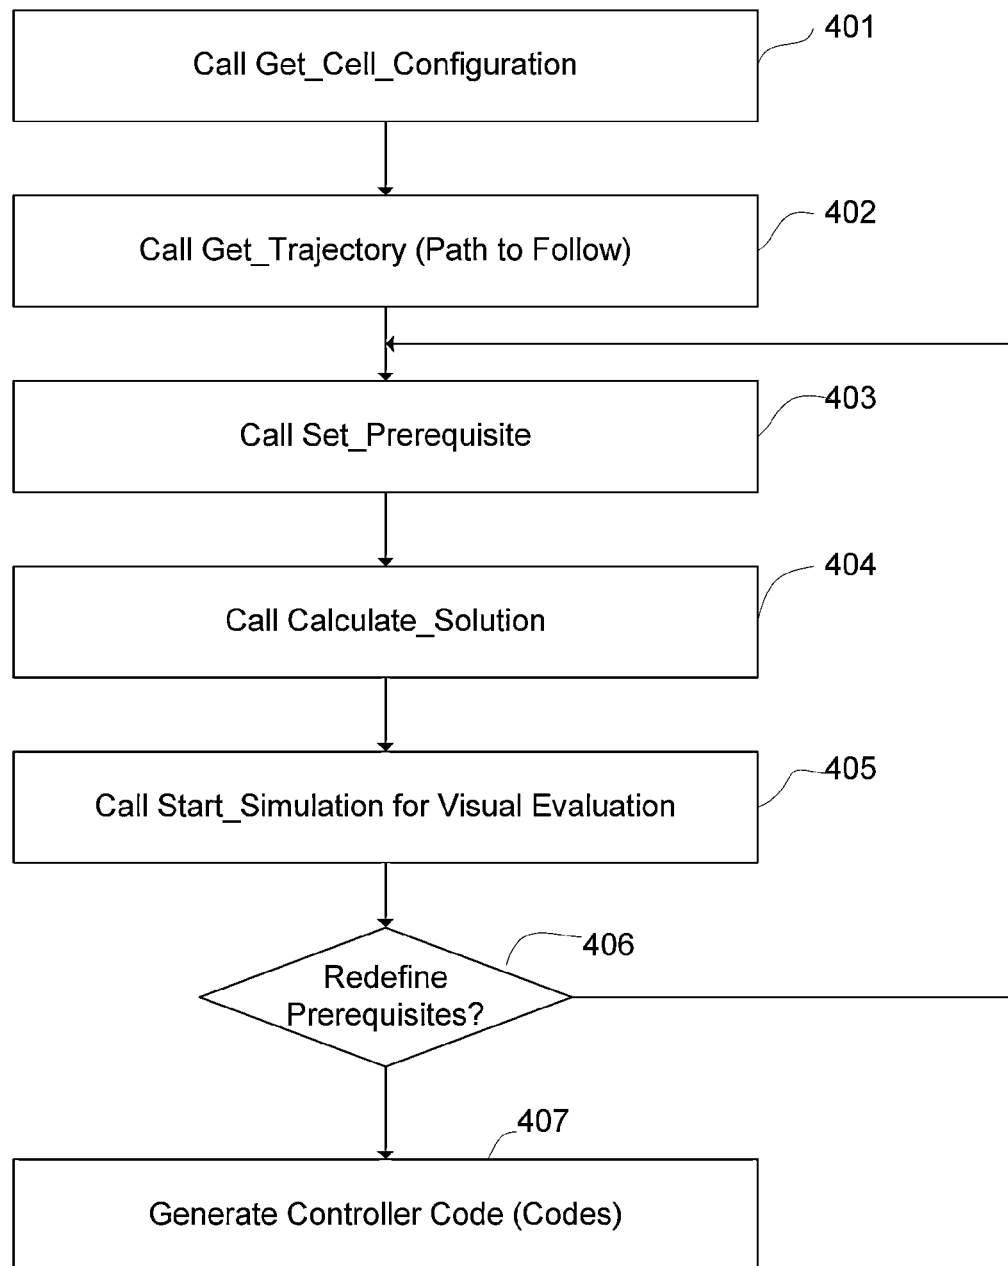 401
Call Get_Cell_Configuration
402
Call Get_Trajectory (Path to Follow)
403
Call Set_Prerequisite
404
Call Calculate_Solution
405
Call Start_Simulation for Visual Evaluation
406
Redefine
Prerequisites?
407
Generate Controller Code (Codes)